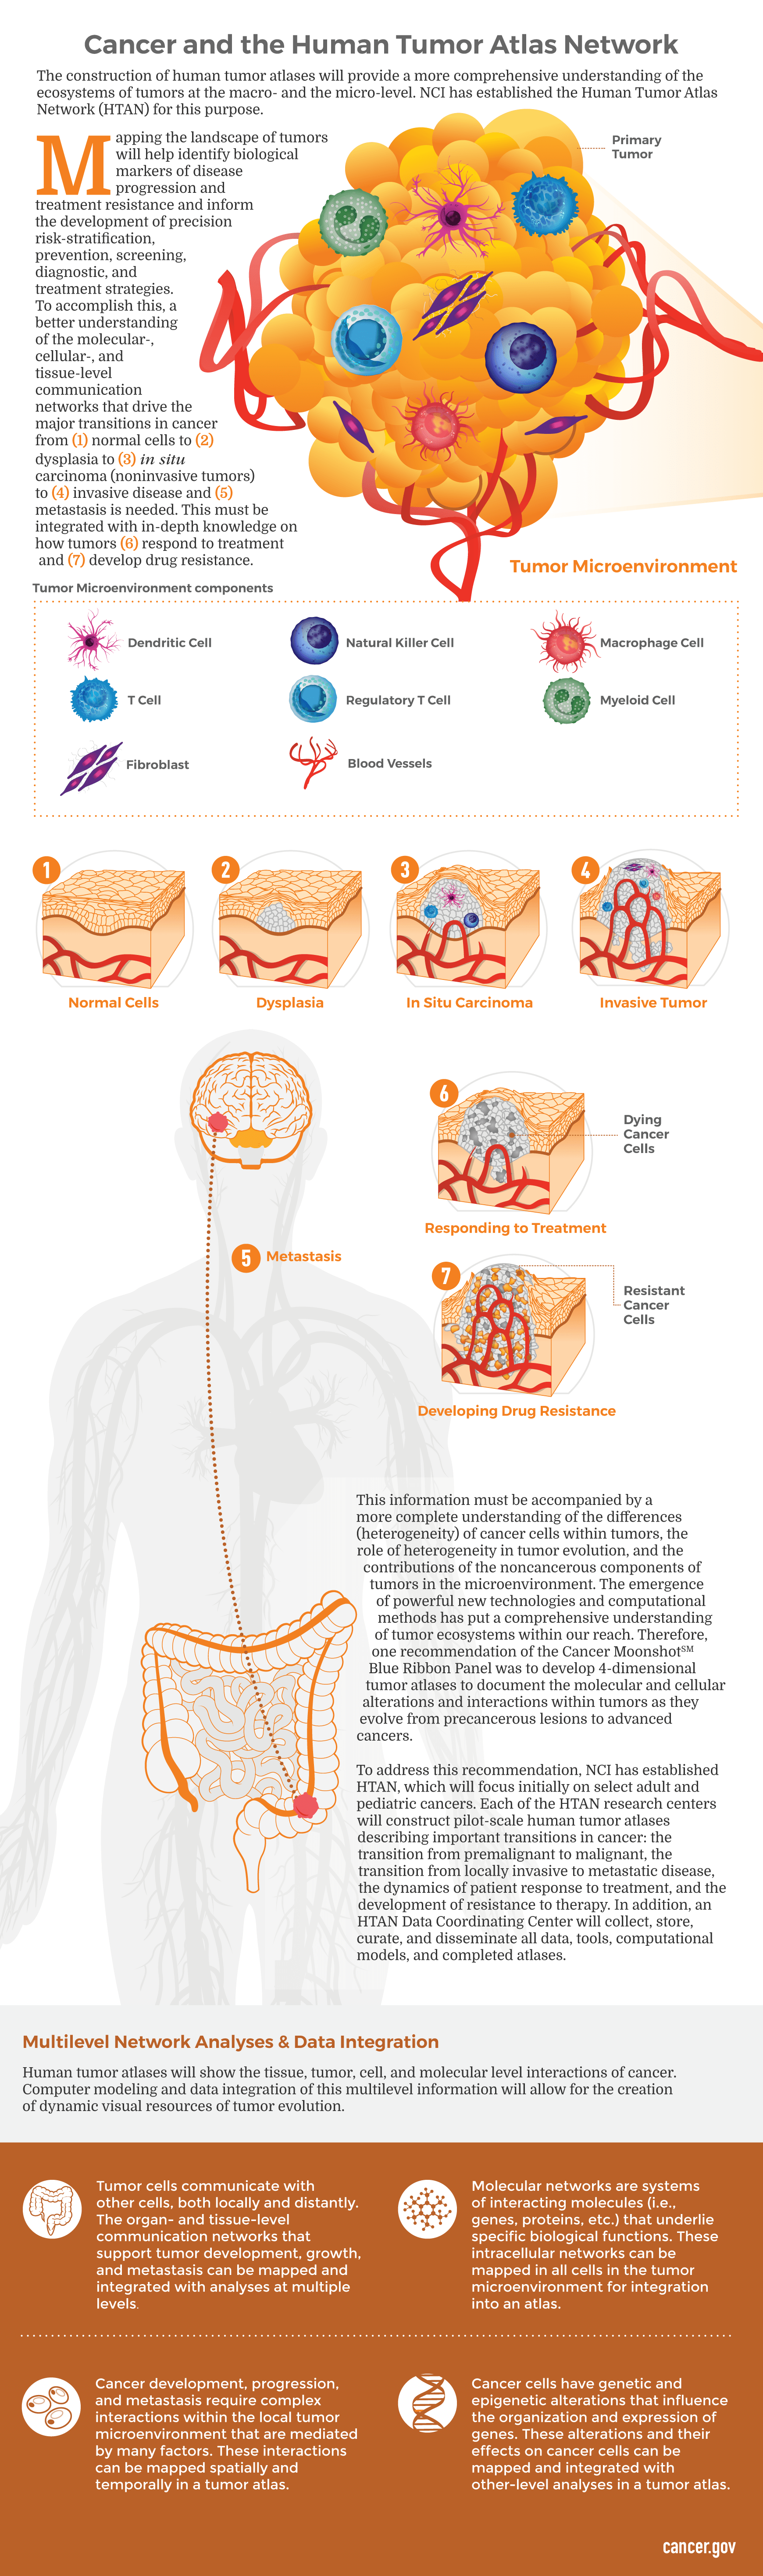 Cancer and the Human Tumor Atlas Network
The construction of human tumor atlases will provide a more comprehensive understanding of the
ecosystems of tumors at the macro- and the micro-level. NCI has established the Human Tumor Atlas
Network (HTAN) for this purpose.
Mapping the landscape of tumors
will help identify biological
markers of disease
progression and
treatment resistance and inform
the development of precision
risk-stratification,
prevention, screening,
diagnostic, and
treatment strategies.
To accomplish this, a
better understanding
of the molecular-,
cellular-, and
tissue-level
communication
networks that drive the
major transitions in cancer
from (1) normal cells to (2)
dysplasia to (3) in situ
carcinoma (noninvasive tumors)
to (4) invasive disease and (5)
metastasis is needed. This must be
integrated with in-depth knowledge on
how tumors (6) respond to treatment
and (7) develop drug resistance.
Primary
Tumor
Tumor Microenvironment
Tumor Microenvironment components
Dendritic Cell
Natural Killer Cell
Macrophage Cell
T Cell
Regulatory T Cell
Myeloid Cell
Fibroblast
Blood Vessels
1
Normal Cells
2
Dysplasia
3
In Situ Carcinoma
4
Invasive Tumor
5 Metastasis
6
Dying
Cancer
Cells
Responding to Treatment
7
Resistant
Cancer
Cells
Developing Drug Resistance
This information must be accompanied by a
more complete understanding of the differences
(heterogeneity) of cancer cells within tumors, the
role of heterogeneity in tumor evolution, and the
contributions of the noncancerous components of
tumors in the microenvironment. The emergence
of powerful new technologies and computational
methods has put a comprehensive understanding
of tumor ecosystems within our reach. Therefore,
one recommendation of the Cancer Moonshot℠
Blue Ribbon Panel was to develop 4-dimensional
tumor atlases to document the molecular and cellular
alterations and interactions within tumors as they
evolve from precancerous lesions to advanced
cancers.
To address this recommendation, NCI has established
HTAN, which will focus initially on select adult and
pediatric cancers. Each of the HTAN research centers
will construct pilot-scale human tumor atlases
describing important transitions in cancer: the
transition from premalignant to malignant, the
transition from locally invasive to metastatic disease,
the dynamics of patient response to treatment, and the
development of resistance to therapy. In addition, an
HTAN Data Coordinating Center will collect, store,
curate, and disseminate all data, tools, computational
models, and completed atlases.
Multilevel Network Analyses & Data Integration
Human tumor atlases will show the tissue, tumor, cell, and molecular level interactions of cancer.
Computer modeling and data integration of this multilevel information will allow for the creation
of dynamic visual resources of tumor evolution.
Tumor cells communicate with
other cells, both locally and distantly.
The organ- and tissue-level
communication networks that
support tumor development, growth,
and metastasis can be mapped and
integrated with analyses at multiple
levels.
Molecular networks are systems
of interacting molecules (i.e.,
genes, proteins, etc.) that underlie
specific biological functions. These
intracellular networks can be
mapped in all cells in the tumor
microenvironment for integration
into an atlas.
Cancer development, progression,
and metastasis require complex
interactions within the local tumor
microenvironment that are mediated
by many factors. These interactions
can be mapped spatially and
temporally in a tumor atlas.
Cancer cells have genetic and
epigenetic alterations that influence
the organization and expression of
genes. These alterations and their
effects on cancer cells can be
mapped and integrated with
other-level analyses in a tumor atlas.
cancer.gov